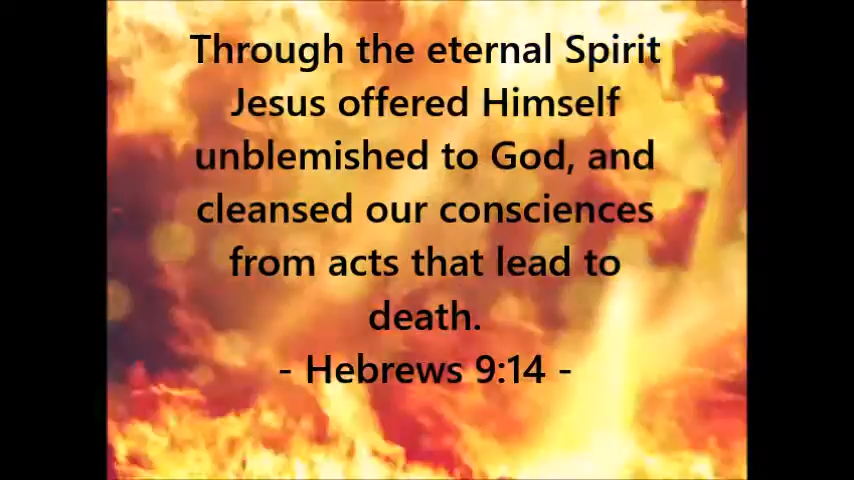 Through the eternal Spirit
Jesus offered Himself
unblemished to God, and
cleansed our consciences
from acts that lead to
death.
- Hebrews 9:14 -